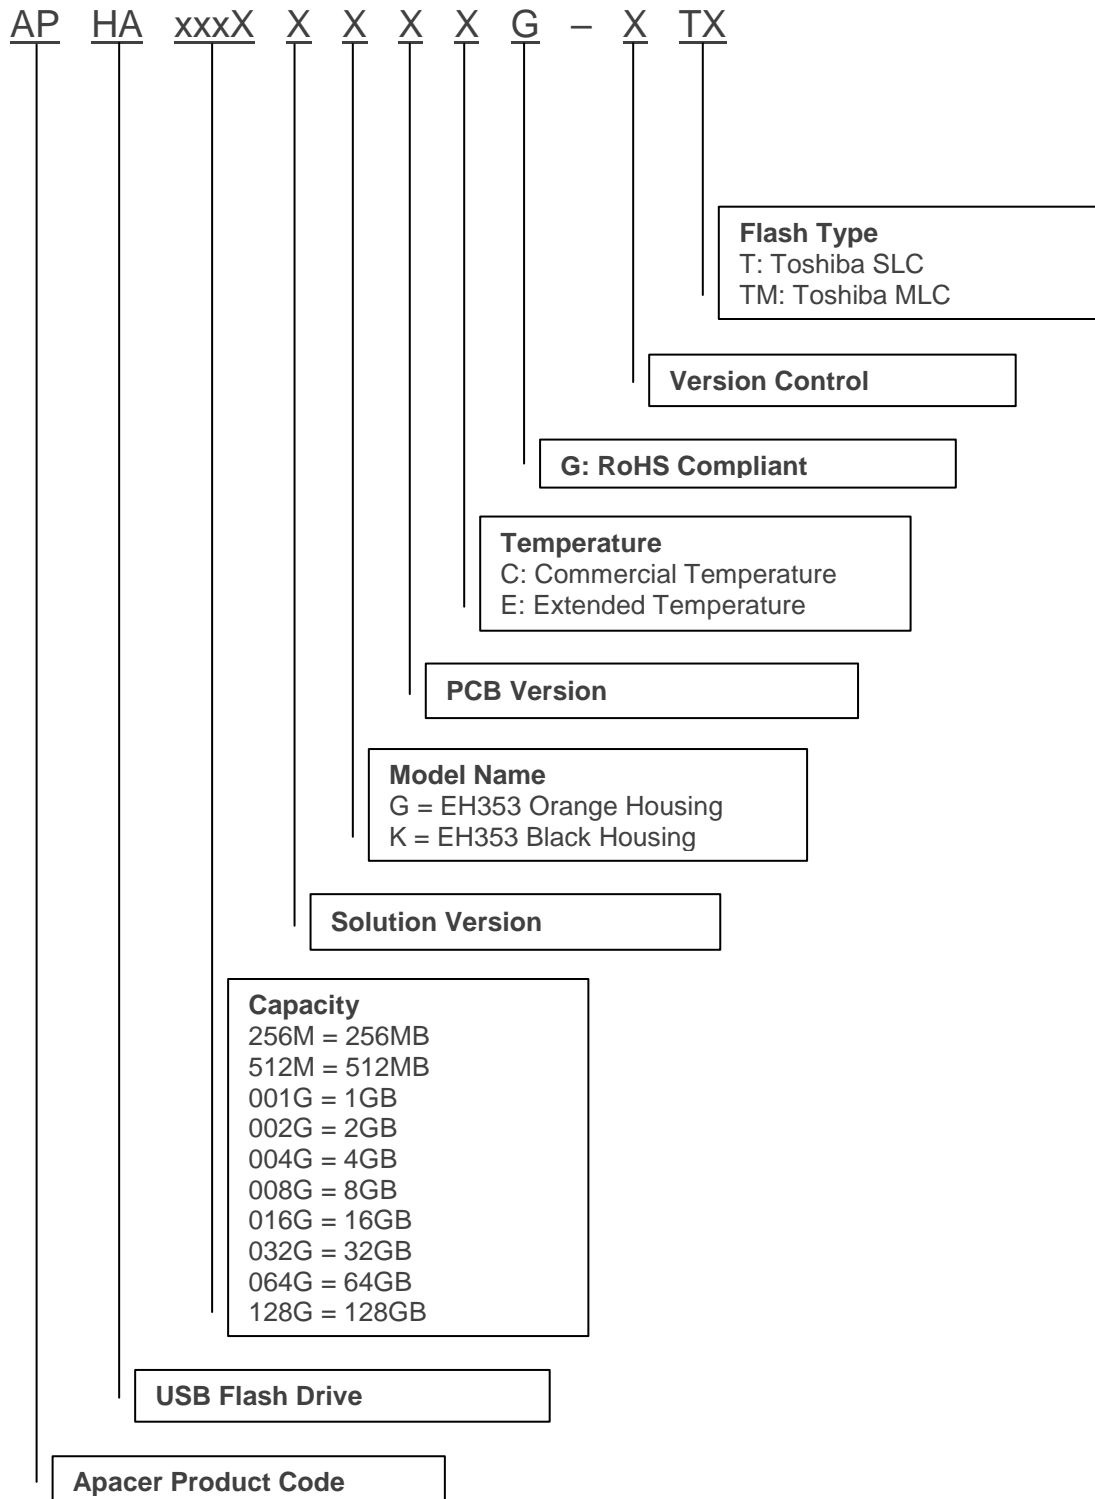 AP HA xxxX X X X X G – X TX
Flash Type
T: Toshiba SLC
TM: Toshiba MLC
Version Control
G: RoHS Compliant
Temperature
C: Commercial Temperature
E: Extended Temperature
PCB Version
Model Name
G = EH353 Orange Housing
K = EH353 Black Housing
Solution Version
Capacity
256M = 256MB
512M = 512MB
001G = 1GB
002G = 2GB
004G = 4GB
008G = 8GB
016G = 16GB
032G = 32GB
064G = 64GB
128G = 128GB
USB Flash Drive
Apacer Product Code